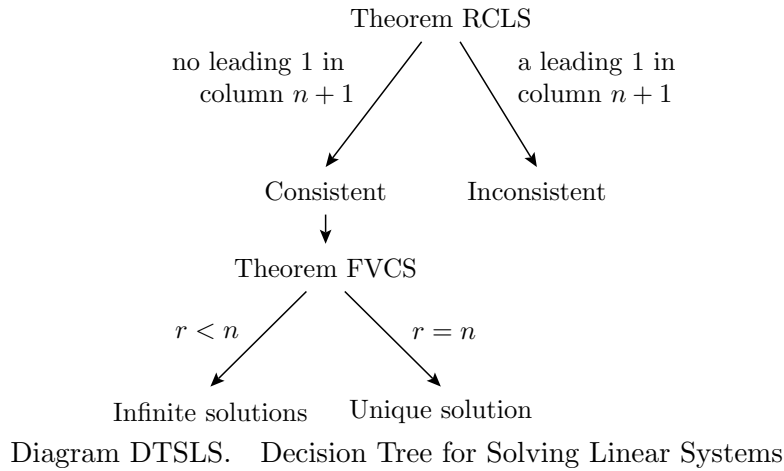 Theorem RCLS
no leading 1 in
column n + 1
a leading 1 in
column n + 1
Consistent
Inconsistent
Theorem FVCS
r < n
r = n
Infinite solutions
Unique solution
Diagram DTSLS. Decision Tree for Solving Linear Systems